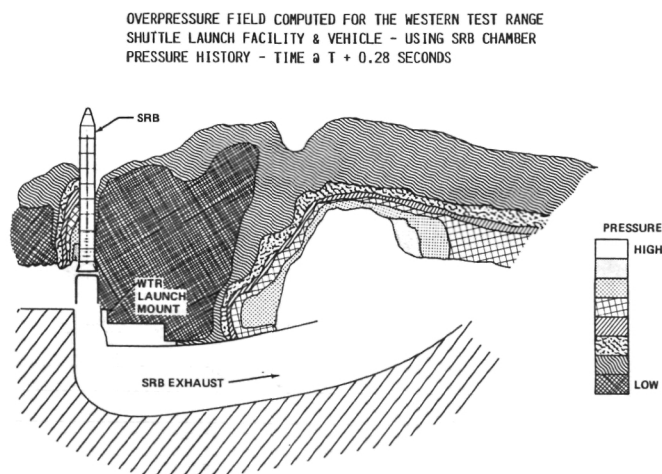 OVERPRESSURE FIELD COMPUTED FOR THE WESTERN TEST RANGE
SHUTTLE LAUNCH FACILITY & VEHICLE - USING SRB CHAMBER
PRESSURE HISTORY - TIME @ T + 0.28 SECONDS
SRB
PRESSURE
HIGH
WTR
LAUNCH
MOUNT
SRB EXHAUST
LOW